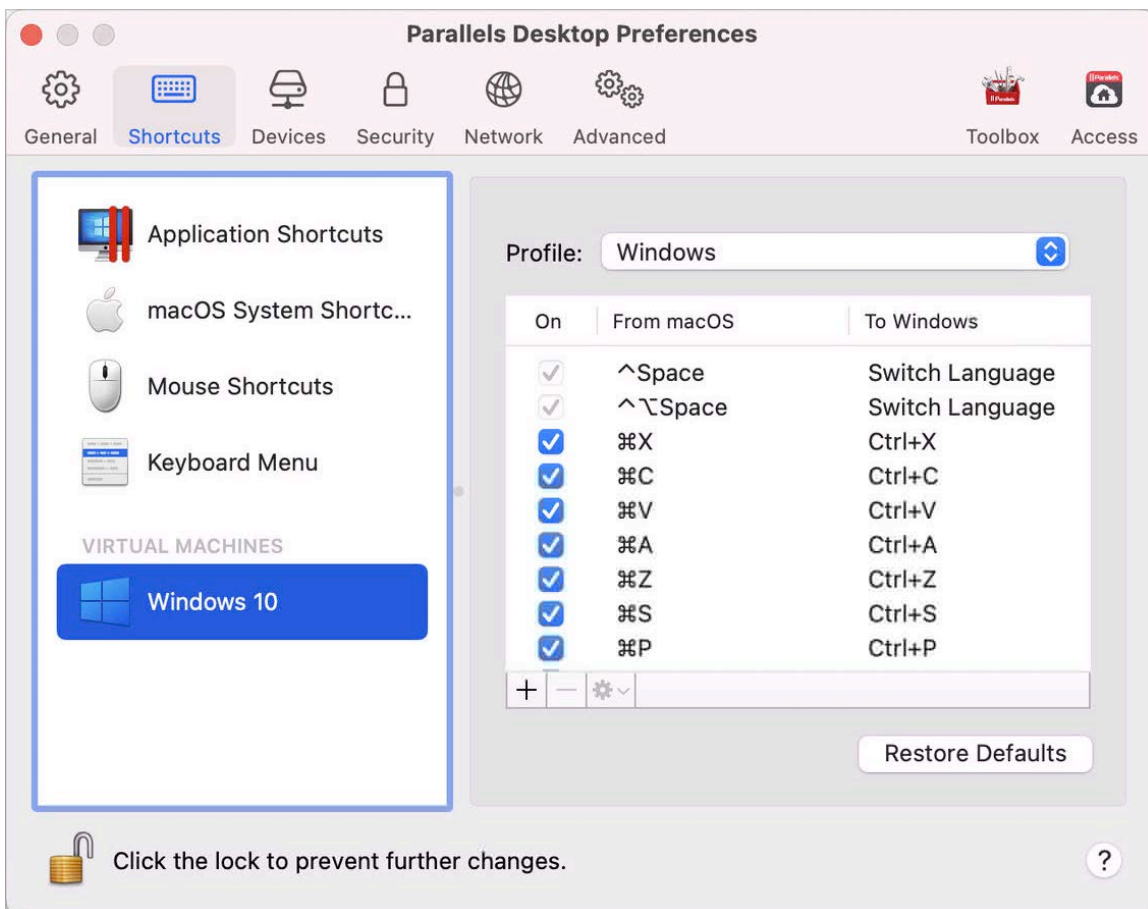 Parallels Desktop Preferences
General Shortcuts Devices Security Network Advanced Toolbox Access
Application Shortcuts
macOS System Shortc...
Mouse Shortcuts
Keyboard Menu
VIRTUAL MACHINES
Windows 10
Profile: Windows
On From macOS To Windows
^Space Switch Language
^⌥Space Switch Language
⌘X Ctrl+X
⌘C Ctrl+C
⌘V Ctrl+V
⌘A Ctrl+A
⌘Z Ctrl+Z
⌘S Ctrl+S
⌘P Ctrl+P
Restore Defaults
Click the lock to prevent further changes. ?